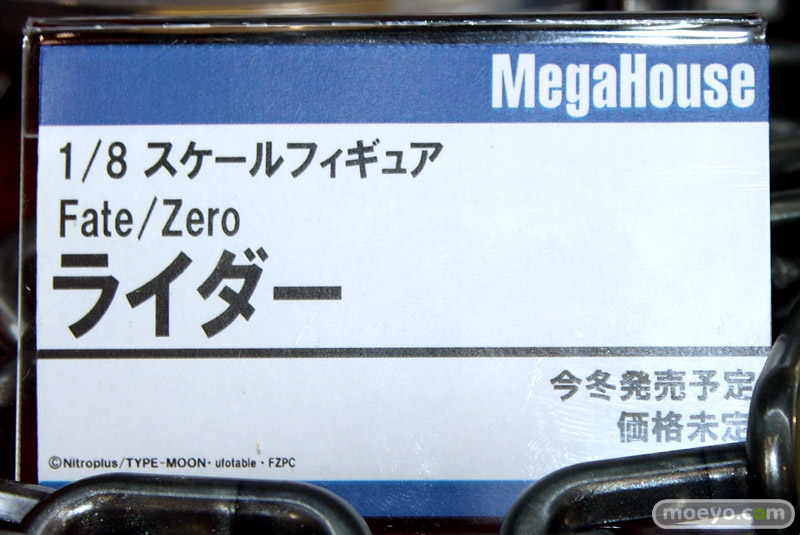 MegaHouse
1/8 スケールフィギュア
Fate/Zero
ライダー
今冬発売予定
価格未定
©Nitroplus/TYPE-MOON・ufotable・FZPC
moeyo.com